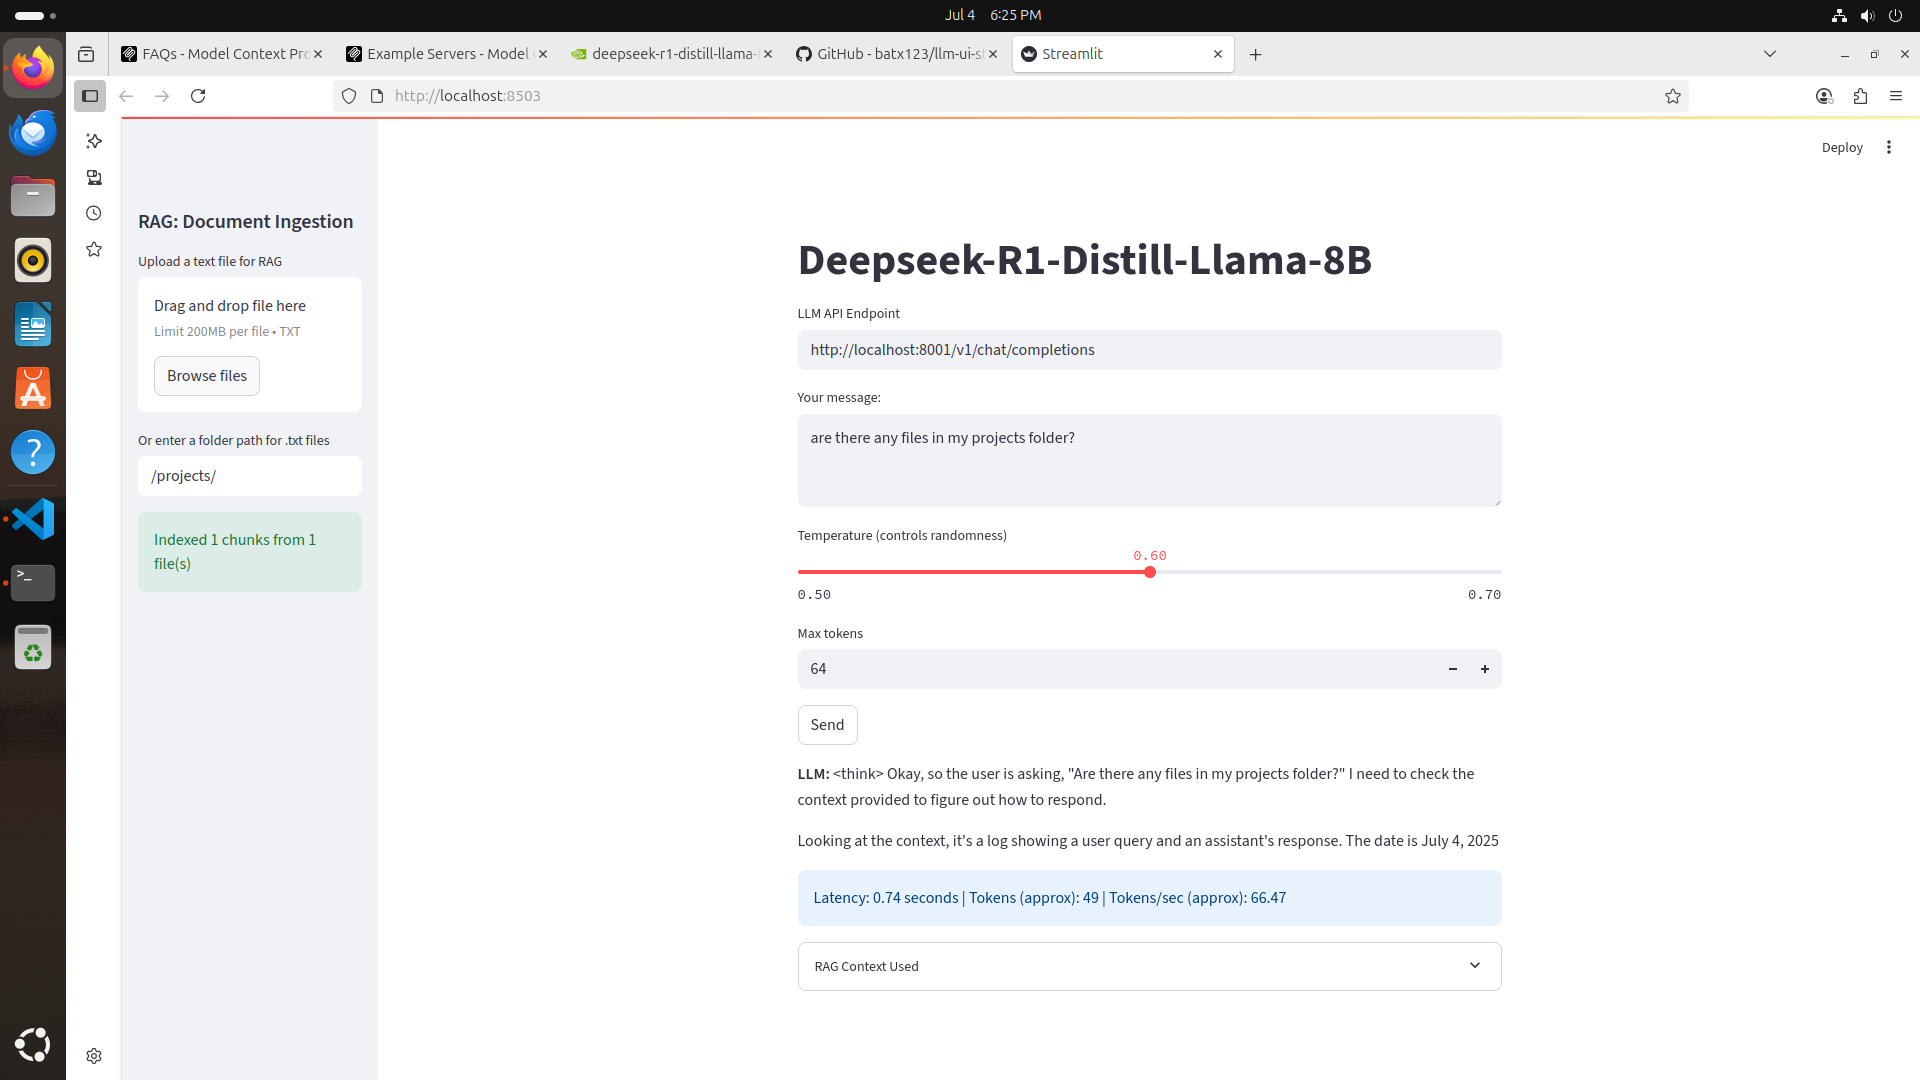 Jul 4 6:25 PM
FAQs - Model Context Pro
Example Servers - Model
deepseek-r1-distill-llama-
GitHub - batx123/llm-ui-s
Streamlit
http://localhost:8503
Deploy
RAG: Document Ingestion
Upload a text file for RAG
Drag and drop file here
Limit 200MB per file • TXT
Browse files
Or enter a folder path for .txt files
/projects/
Indexed 1 chunks from 1
file(s)
Deepseek-R1-Distill-Llama-8B
LLM API Endpoint
http://localhost:8001/v1/chat/completions
Your message:
are there any files in my projects folder?
Temperature (controls randomness)
0.60
0.50 0.70
Max tokens
64
Send
LLM: <think> Okay, so the user is asking, "Are there any files in my projects folder?" I need to check the
context provided to figure out how to respond.
Looking at the context, it's a log showing a user query and an assistant's response. The date is July 4, 2025
Latency: 0.74 seconds | Tokens (approx): 49 | Tokens/sec (approx): 66.47
RAG Context Used